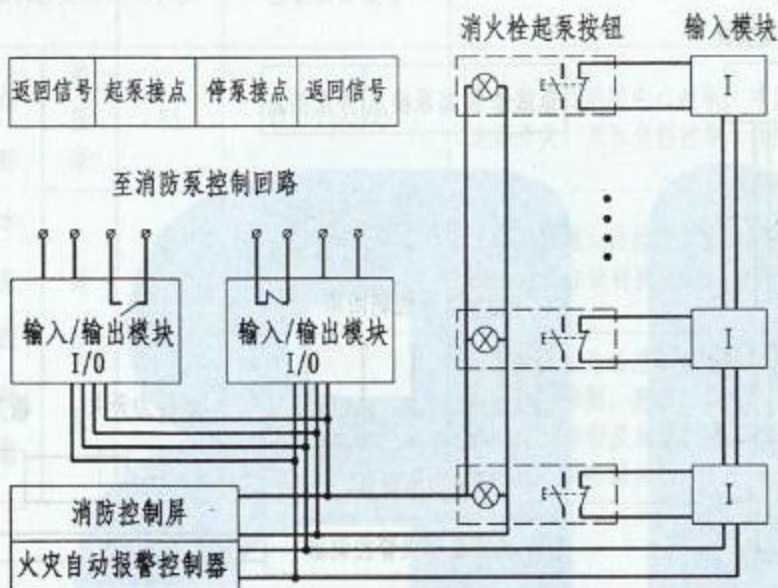 消火栓起泵按钮 输入模块
返回信号 起泵接点 停泵接点 返回信号
I
至消防泵控制回路
输入/输出模块 输入/输出模块
I/O I/O
E
E
I
E
I
消防控制屏
火灾自动报警控制器